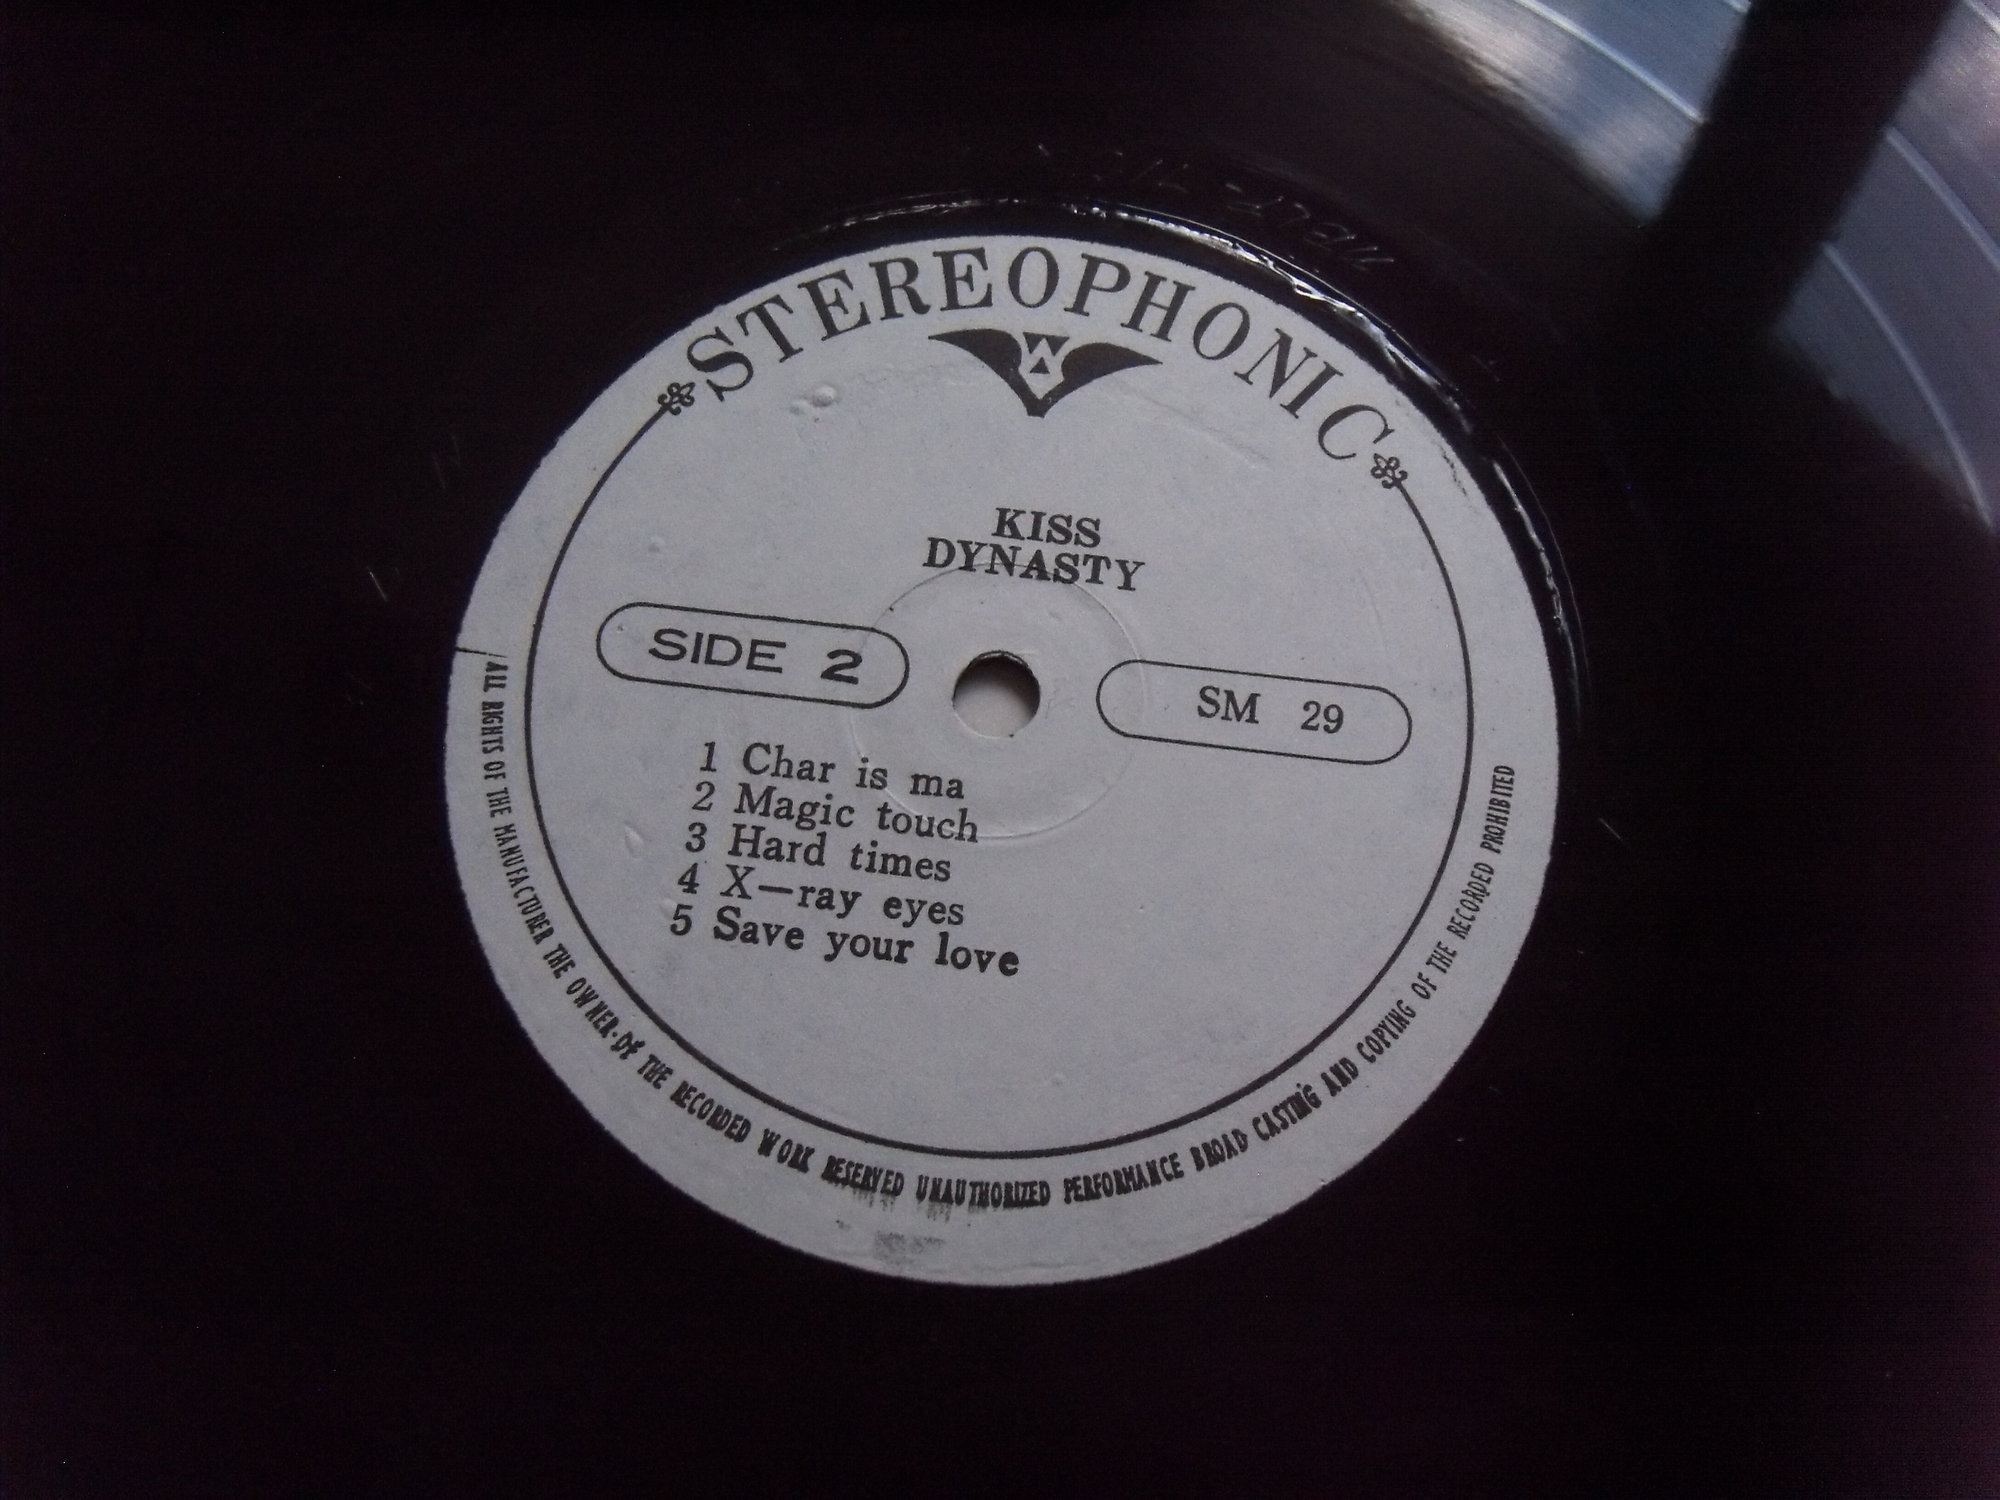 STEREOPHONIC
KISS
DYNASTY
SIDE 2
SM 29
1 Char is ma
2 Magic touch
3 Hard times
4 X—ray eyes
5 Save your love
ALL RIGHTS OF THE MANUFACTURER THE OWNER·OF THE RECORDED WORK RESERVED UNAUTHORIZED PERFORMANCE BROAD CASTING AND COPYING OF THE RECORDED PROHIBITED